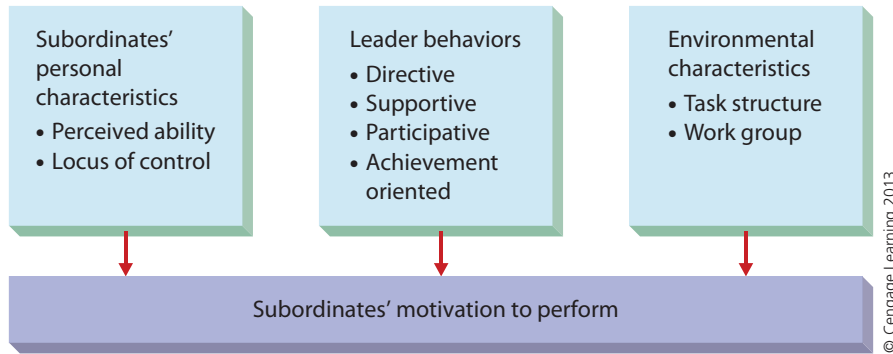 Subordinates’
personal
characteristics
• Perceived ability
• Locus of control
Leader behaviors
• Directive
• Supportive
• Participative
• Achievement
oriented
Environmental
characteristics
• Task structure
• Work group
Subordinates’ motivation to perform
© Cengage Learning 2013